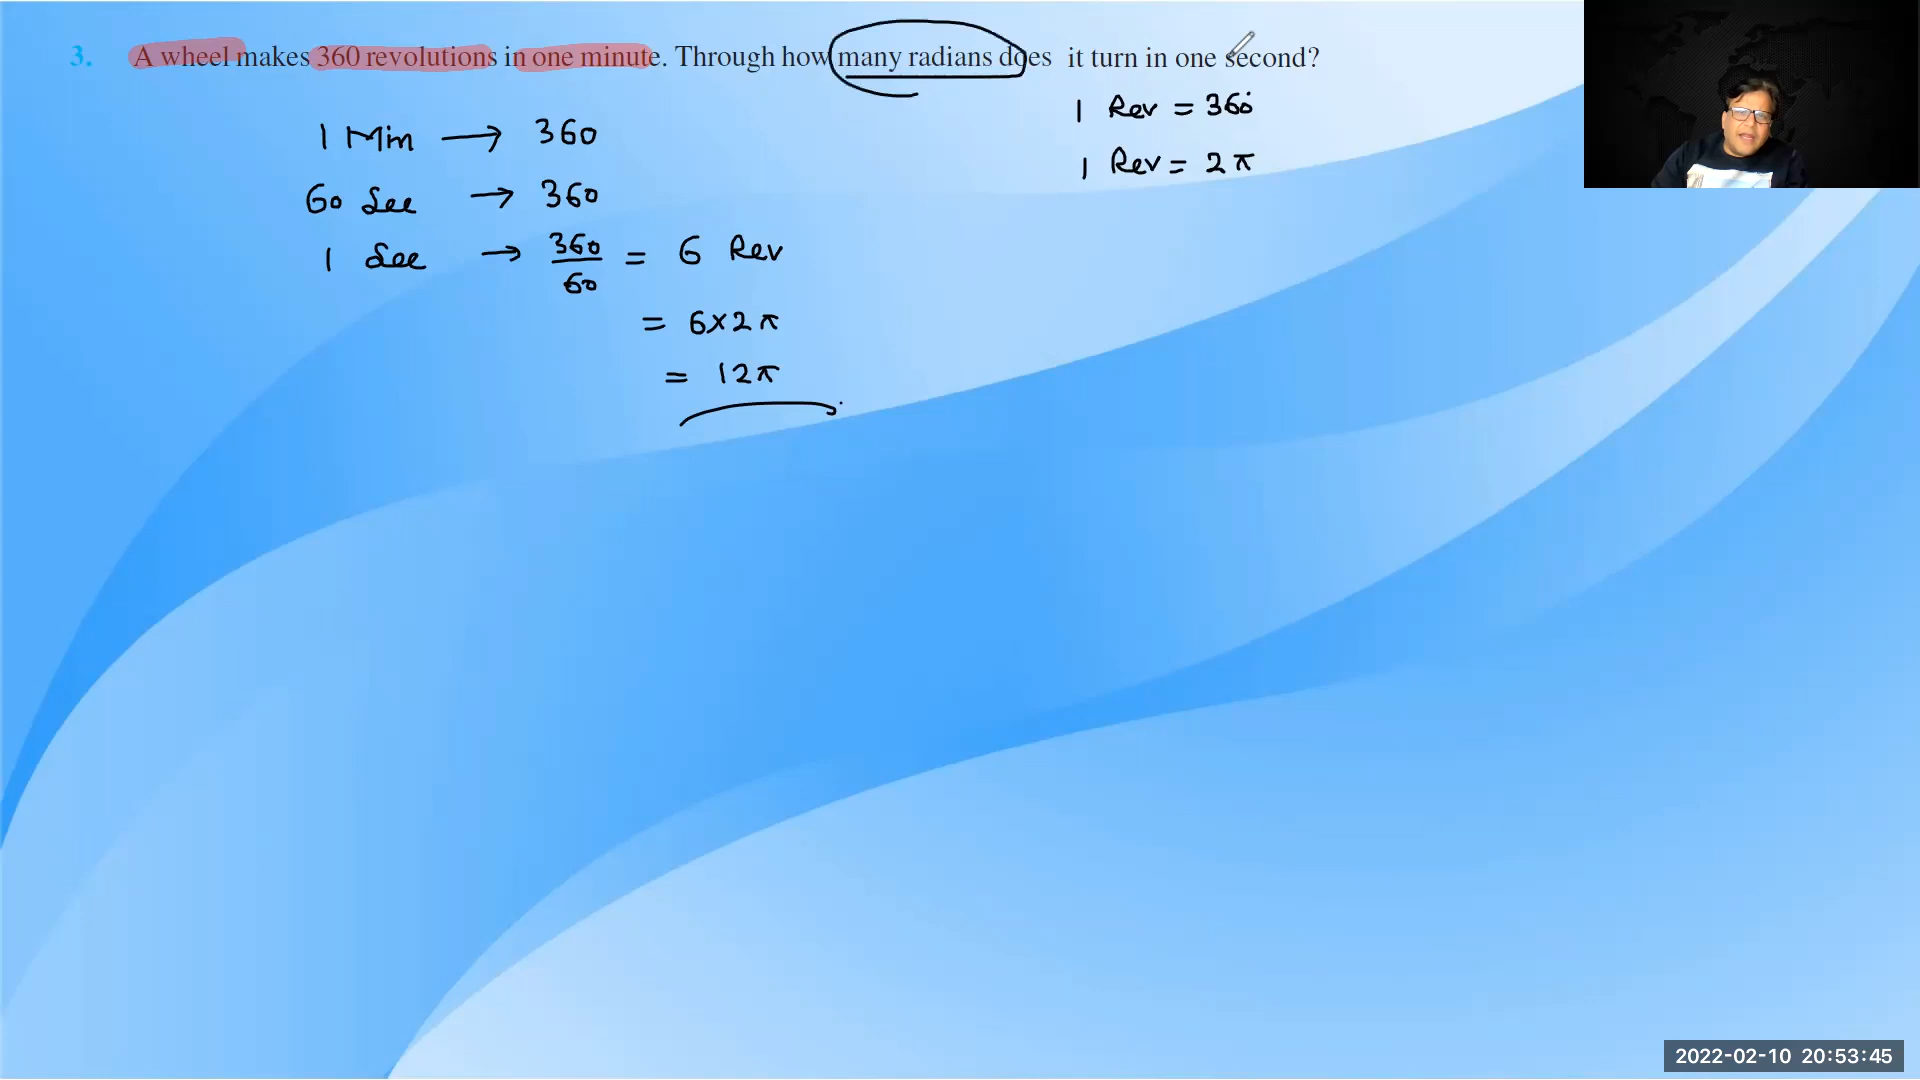 3. A wheel makes 360 revolutions in one minute. Through how many radians does it turn in one second?
1 Rev = 360°
1 Rev = 2π
1 Min → 360
60 Sec → 360
1 Sec → 360/60 = 6 Rev
= 6×2π
= 12π
2022-02-10 20:53:45